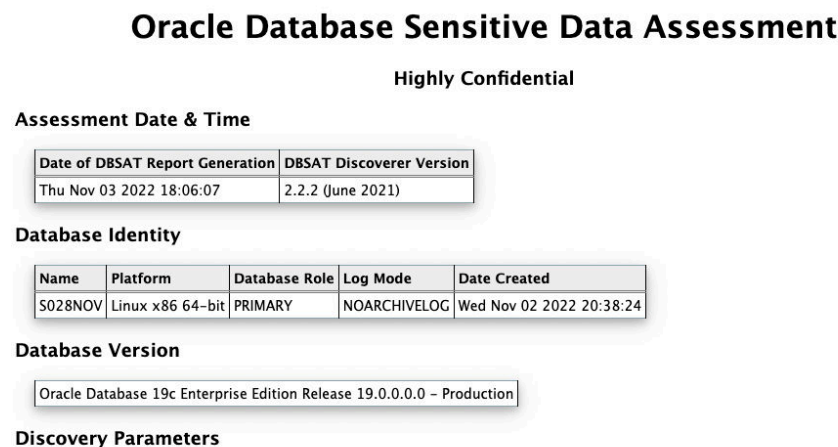 Oracle Database Sensitive Data Assessment
Highly Confidential
Assessment Date & Time
Date of DBSAT Report Generation DBSAT Discoverer Version
Thu Nov 03 2022 18:06:07 2.2.2 (June 2021)
Database Identity
Name Platform Database Role Log Mode Date Created
S028NOV Linux x86 64-bit PRIMARY NOARCHIVELOG Wed Nov 02 2022 20:38:24
Database Version
Oracle Database 19c Enterprise Edition Release 19.0.0.0.0 – Production
Discovery Parameters